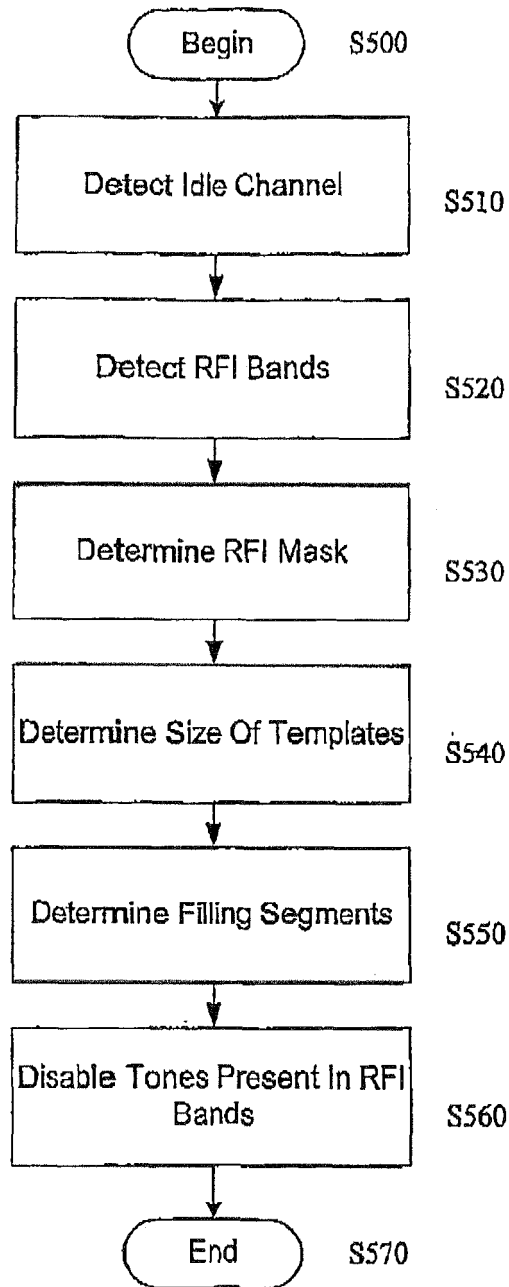 Begin S500
Detect Idle Channel S510
Detect RFI Bands S520
Determine RFI Mask S530
Determine Size Of Templates S540
Determine Filling Segments S550
Disable Tones Present In RFI
Bands S560
End S570